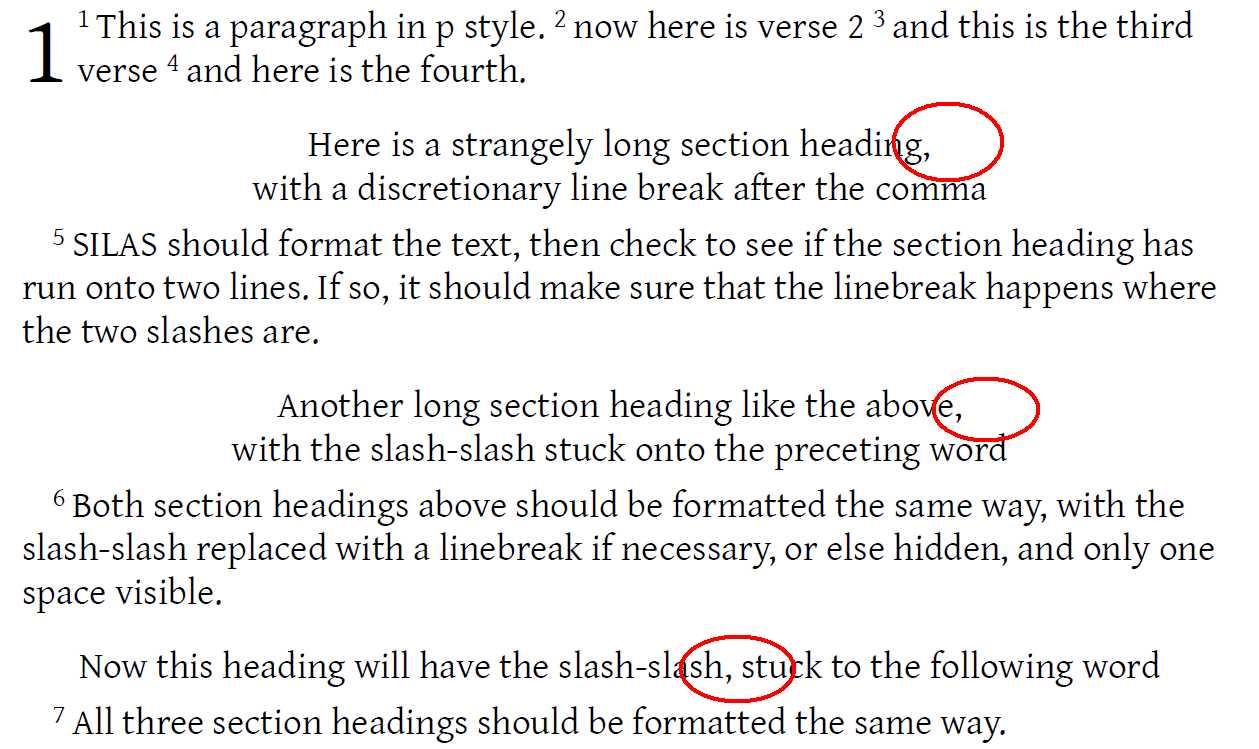 1 1 This is a paragraph in p style. 2 now here is verse 2 3 and this is the third
verse 4 and here is the fourth.
Here is a strangely long section heading,
with a discretionary line break after the comma
5 SILAS should format the text, then check to see if the section heading has
run onto two lines. If so, it should make sure that the linebreak happens where
the two slashes are.
Another long section heading like the above,
with the slash-slash stuck onto the preceting word
6 Both section headings above should be formatted the same way, with the
slash-slash replaced with a linebreak if necessary, or else hidden, and only one
space visible.
Now this heading will have the slash-slash, stuck to the following word
7 All three section headings should be formatted the same way.